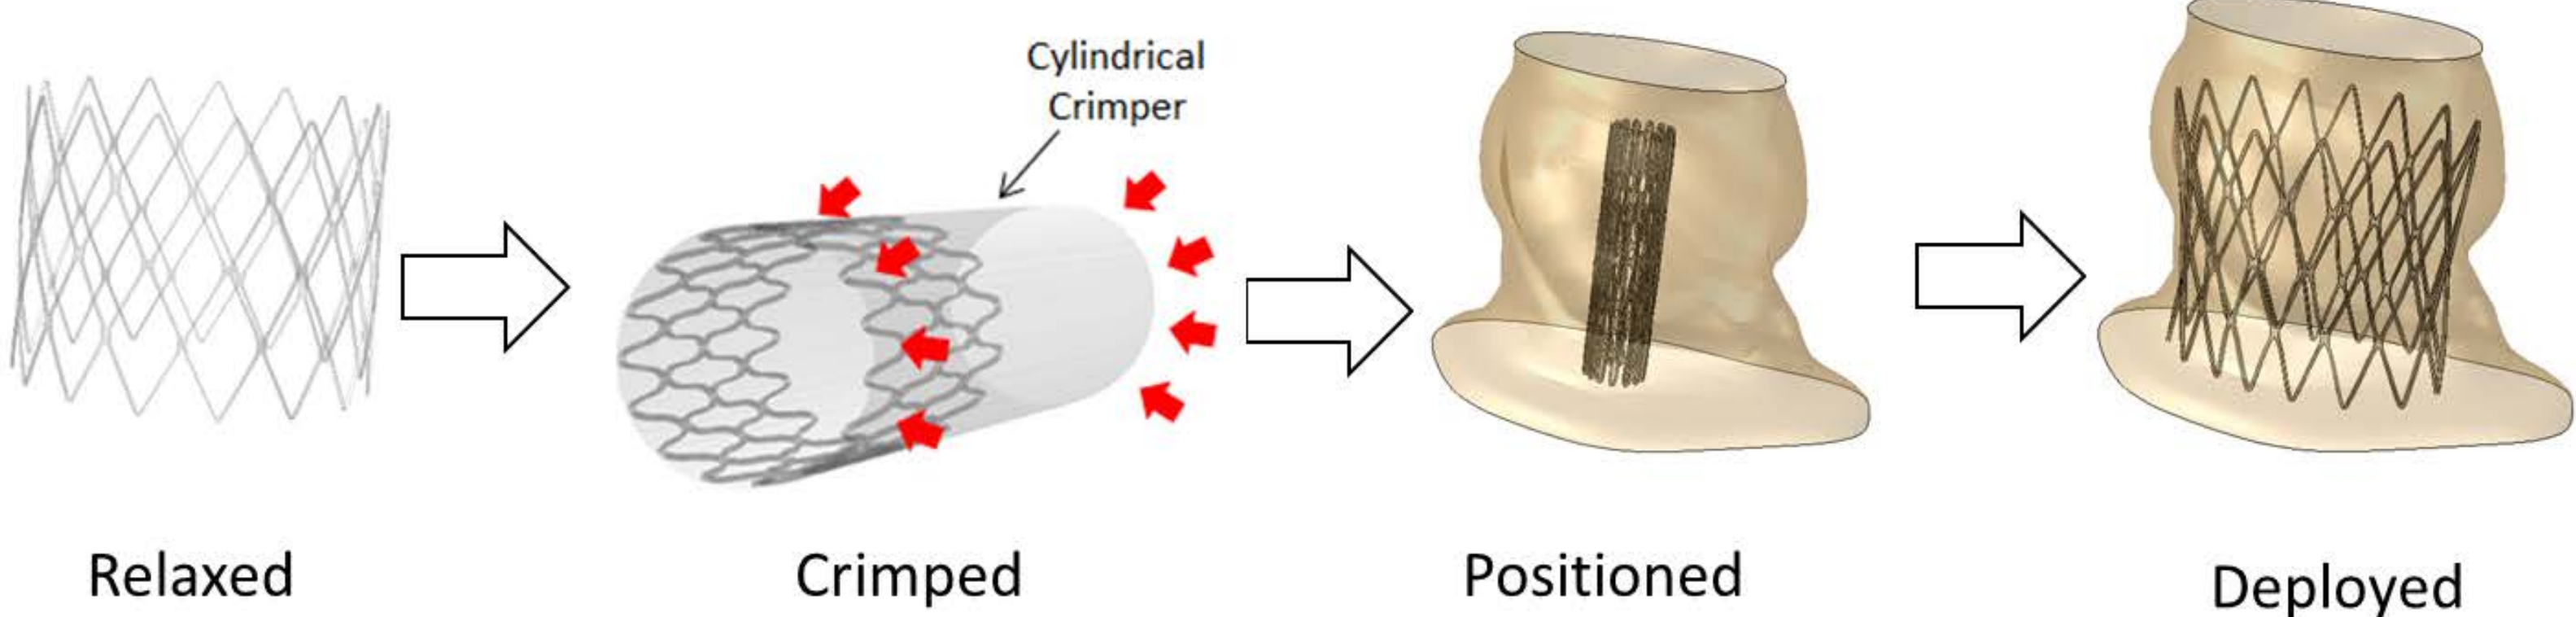 Cylindrical
Crimper
Relaxed
Crimped
Positioned
Deployed